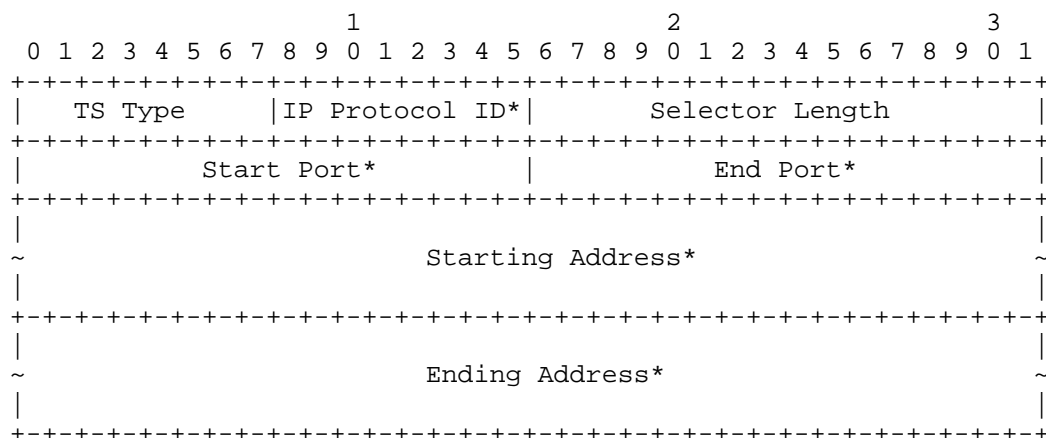 1                   2                   3
 0 1 2 3 4 5 6 7 8 9 0 1 2 3 4 5 6 7 8 9 0 1 2 3 4 5 6 7 8 9 0 1
+-+-+-+-+-+-+-+-+-+-+-+-+-+-+-+-+-+-+-+-+-+-+-+-+-+-+-+-+-+-+-+-+
|   TS Type     |IP Protocol ID*|       Selector Length         |
+-+-+-+-+-+-+-+-+-+-+-+-+-+-+-+-+-+-+-+-+-+-+-+-+-+-+-+-+-+-+-+-+
|           Start Port*         |           End Port*           |
+-+-+-+-+-+-+-+-+-+-+-+-+-+-+-+-+-+-+-+-+-+-+-+-+-+-+-+-+-+-+-+-+
|                                                               |
~                         Starting Address*                     ~
|                                                               |
+-+-+-+-+-+-+-+-+-+-+-+-+-+-+-+-+-+-+-+-+-+-+-+-+-+-+-+-+-+-+-+-+
|                                                               |
~                         Ending Address*                       ~
|                                                               |
+-+-+-+-+-+-+-+-+-+-+-+-+-+-+-+-+-+-+-+-+-+-+-+-+-+-+-+-+-+-+-+-+